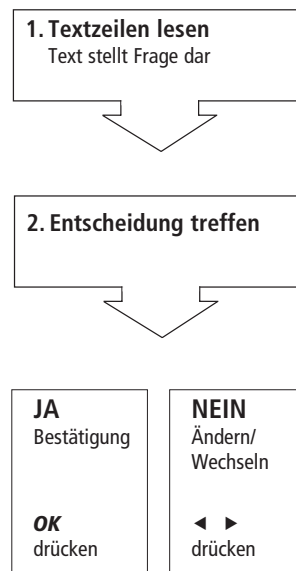 1. Textzeilen lesen
Text stellt Frage dar
2. Entscheidung treffen
JA
Bestätigung
OK
drücken
NEIN
Ändern/
Wechseln
◄ ►
drücken